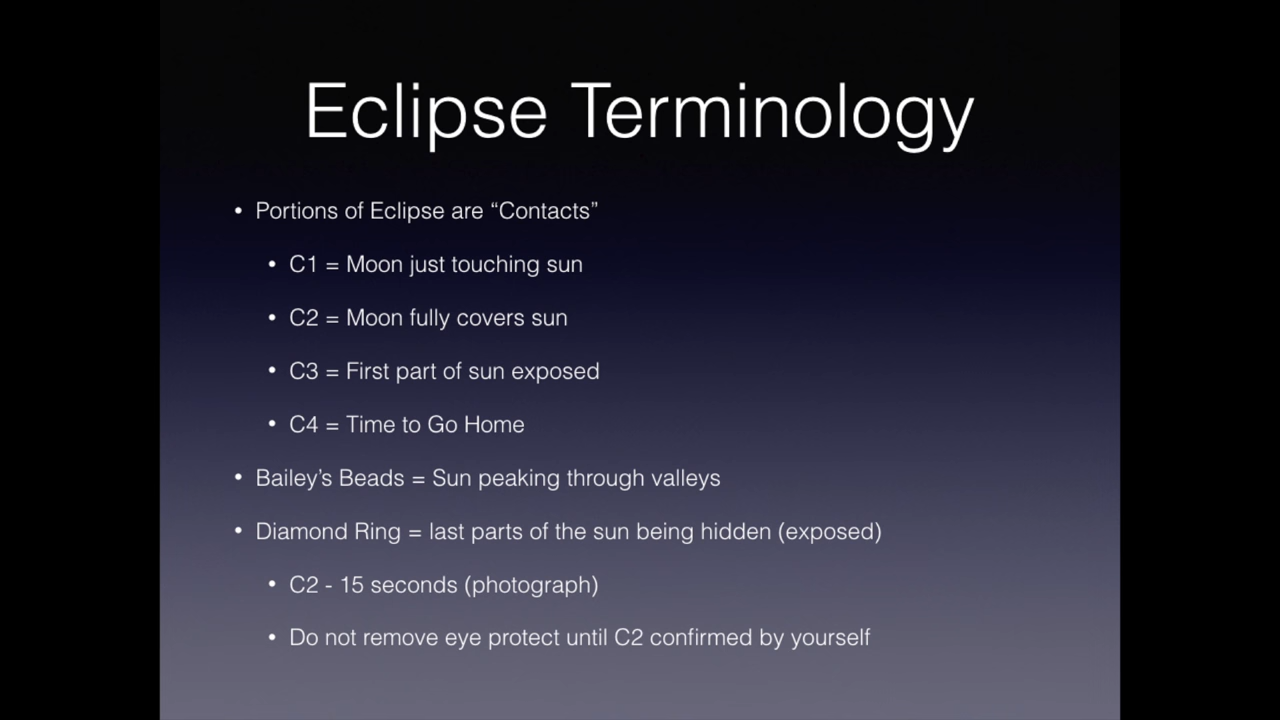 Eclipse Terminology
• Portions of Eclipse are “Contacts”
• C1 = Moon just touching sun
• C2 = Moon fully covers sun
• C3 = First part of sun exposed
• C4 = Time to Go Home
• Bailey’s Beads = Sun peaking through valleys
• Diamond Ring = last parts of the sun being hidden (exposed)
• C2 - 15 seconds (photograph)
• Do not remove eye protect until C2 confirmed by yourself